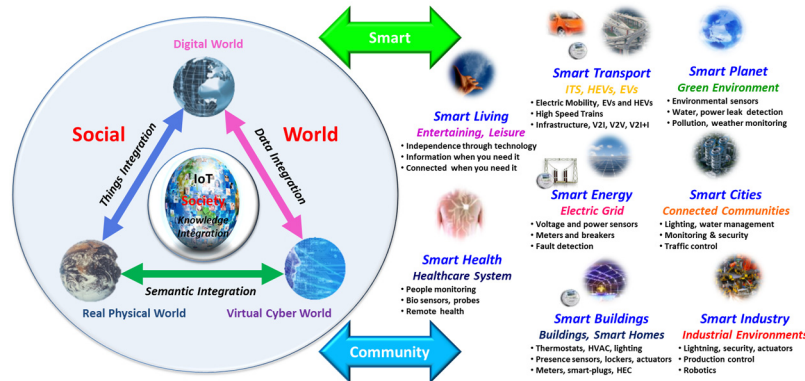 Digital World
Social
World
Things Integration
Data Integration
IoT
Society
Knowledge
Integration
Semantic Integration
Real Physical World
Virtual Cyber World
Smart
Community
Smart Living
Entertaining, Leisure
• Independence through technology
• Information when you need it
• Connected when you need it
Smart Health
Healthcare System
• People monitoring
• Bio sensors, probes
• Remote health
Smart Transport
ITS, HEVs, EVs
• Electric Mobility, EVs and HEVs
• High Speed Trains
• Infrastructure, V2I, V2V, V2I+I
Smart Energy
Electric Grid
• Voltage and power sensors
• Meters and breakers
• Fault detection
Smart Buildings
Buildings, Smart Homes
• Thermostats, HVAC, lighting
• Presence sensors, lockers, actuators
• Meters, smart-plugs, HEC
Smart Planet
Green Environment
• Environmental sensors
• Water, power leak detection
• Pollution, weather monitoring
Smart Cities
Connected Communities
• Lighting, water management
• Monitoring & security
• Traffic control
Smart Industry
Industrial Environments
• Lightning, security, actuators
• Production control
• Robotics